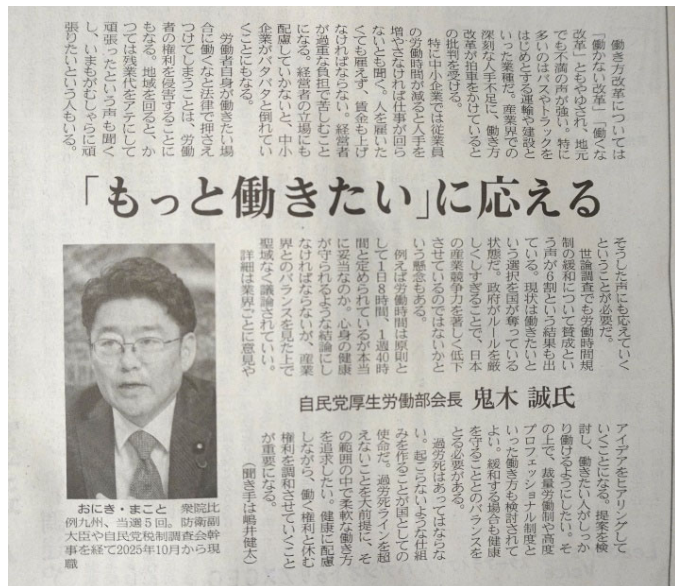 働き方改革については
「働かない改革」「働くな
改革」ともやゆされ、地元
でも不満の声が強い。特に
多いのはバスやトラックを
はじめとする運輸や建設と
いった業種だ。産業界での
深刻な人手不足に、働き方
改革が拍車をかけていると
の批判を受ける。
特に中小企業では従業員
の労働時間が減ると人手を
増やさなければ仕事が回ら
ないとも聞く。人を雇いた
くても雇えず、賃金も上げ
なければならない。経営者
が過重な負担で苦しむこと
になる。経営者の立場にも
配慮していかないと、中小
企業がバタバタと倒れてい
くことにもなる。
労働者自身が働きたい場
合に働くなと法律で押さえ
つけてしまうことは、労働
者の権利を侵害することに
もなる。地域を回ると、か
つては残業代をアテにして
頑張ったという声も聞く
し、いまもがむしゃらに頑
張りたいという人もいる。
「もっと働きたい」に応える
そうした声にも応えていく
ということが必要だ。
世論調査でも労働時間規
制の緩和について賛成とい
う声が6割という結果も出
ている。現状は働きたいと
いう選択を国が奪っている
状態だ。政府がルールを厳
しくしすぎることで、日本
の産業競争力を著しく低下
させているのではないかと
いう懸念もある。
例えば労働時間は原則と
して1日8時間、1週40時
間と定められているが本当
に妥当なのか。心身の健康
が守られるような結論にし
なければならないが、産業
界とのバランスを見た上で
聖域なく議論されていい。
詳細は業界ごとに意見や
自民党厚生労働部会長 鬼木 誠氏
アイデアをヒアリングして
いくことになる。提案を検
討し、働きたい人がしっか
り働けるようにしたい。そ
の上で、裁量労働制や高度
プロフェッショナル制度と
いった働き方も検討されて
よい。緩和する場合も健康
を守ることとのバランスを
とる必要がある。
過労死はあってはならな
い。起こらないような仕組
みを作ることが国としての
使命だ。過労死ラインを超
えないことを大前提に、そ
の範囲の中で柔軟な働き方
を追求したい。健康に配慮
しながら、働く権利と休む
権利を調和させていくこと
が重要になる。
(聞き手は嶋井健太)
おにき・まこと 衆院比
例九州、当選5回。防衛副
大臣や自民党税制調査会幹
事を経て2025年10月から現
職